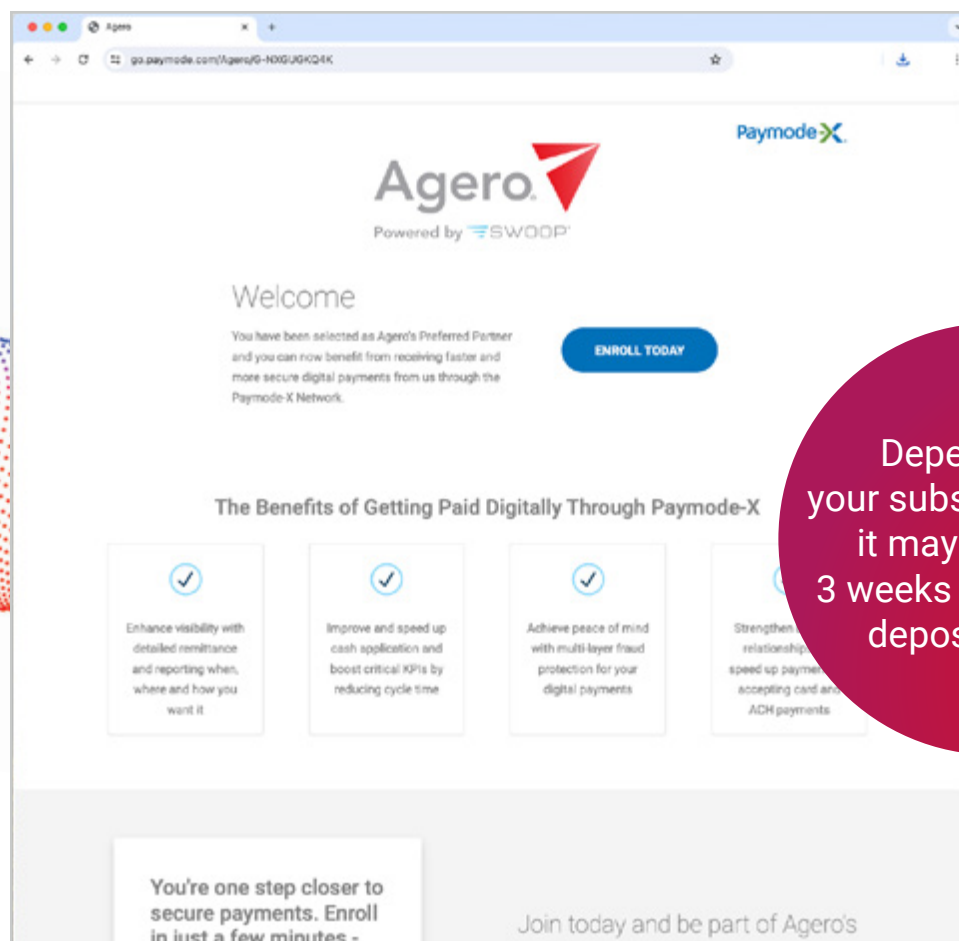 Agero
go.paymode.com/Agero/G-NXGUGKQ4K
Paymode-X
Agero
Powered by SWOOP
Welcome
You have been selected as Agero's Preferred Partner
and you can now benefit from receiving faster and
more secure digital payments from us through the
Paymode-X Network.
ENROLL TODAY
The Benefits of Getting Paid Digitally Through Paymode-X
Enhance visibility with
detailed remittance
and reporting when,
where and how you
want it
Improve and speed up
cash application and
boost critical KPIs by
reducing cycle time
Achieve peace of mind
with multi-layer fraud
protection for your
digital payments
Strengthen
relationship
speed up
accepting card and
ACH payments
your
it may
3 weeks
You're one step closer to
secure payments. Enroll
in just a few minutes -
Join today and be part of Agero's